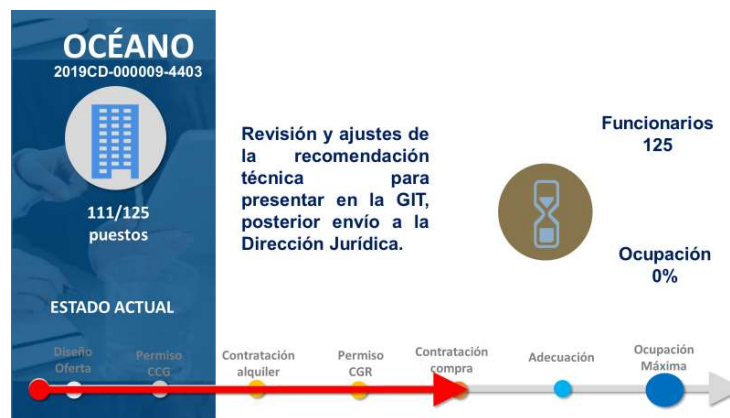 OCÉANO
2019CD-000009-4403
111/125
puestos
ESTADO ACTUAL
Revisión y ajustes de
la recomendación
técnica para
presentar en la GIT,
posterior envío a la
Dirección Jurídica.
Funcionarios
125
Ocupación
0%
Diseño
Oferta
Permiso
CCG
Contratación
alquiler
Permiso
CGR
Contratación
compra
Adecuación
Ocupación
Máxima